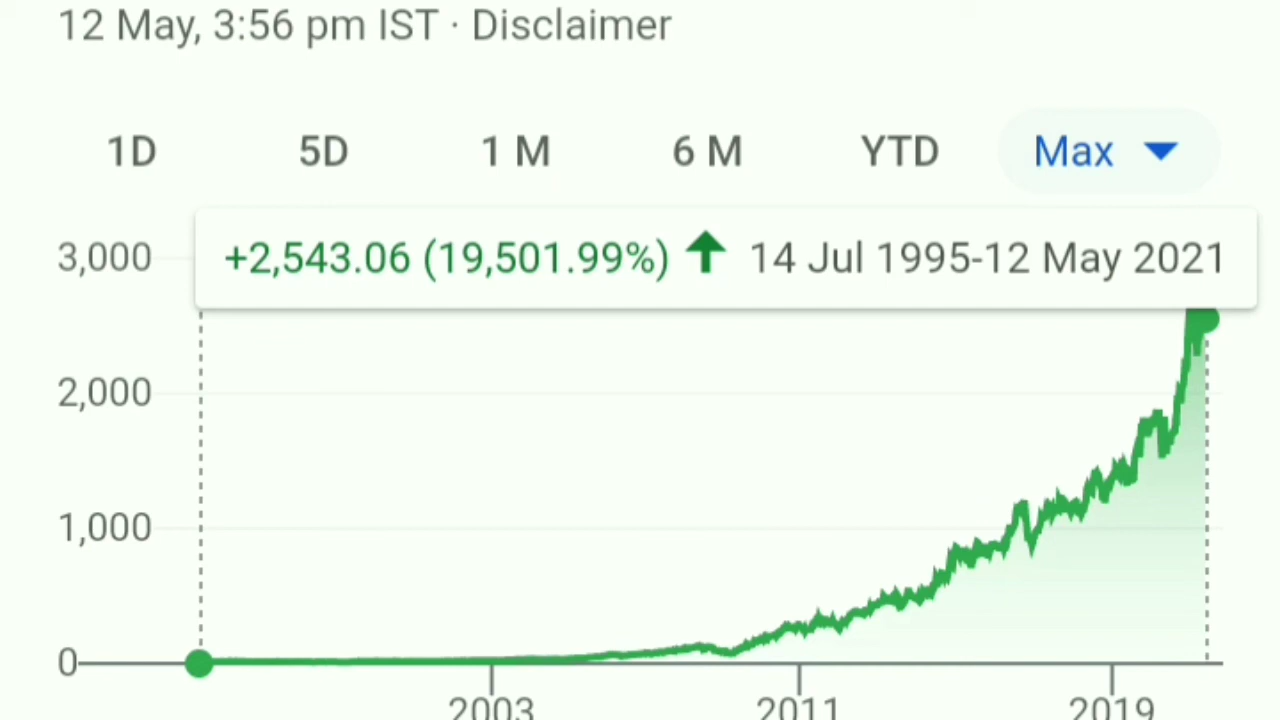 12 May, 3:56 pm IST · Disclaimer
1D 5D 1 M 6 M YTD Max
3,000
+2,543.06 (19,501.99%) 14 Jul 1995-12 May 2021
2,000
1,000
0
2003 2011 2019